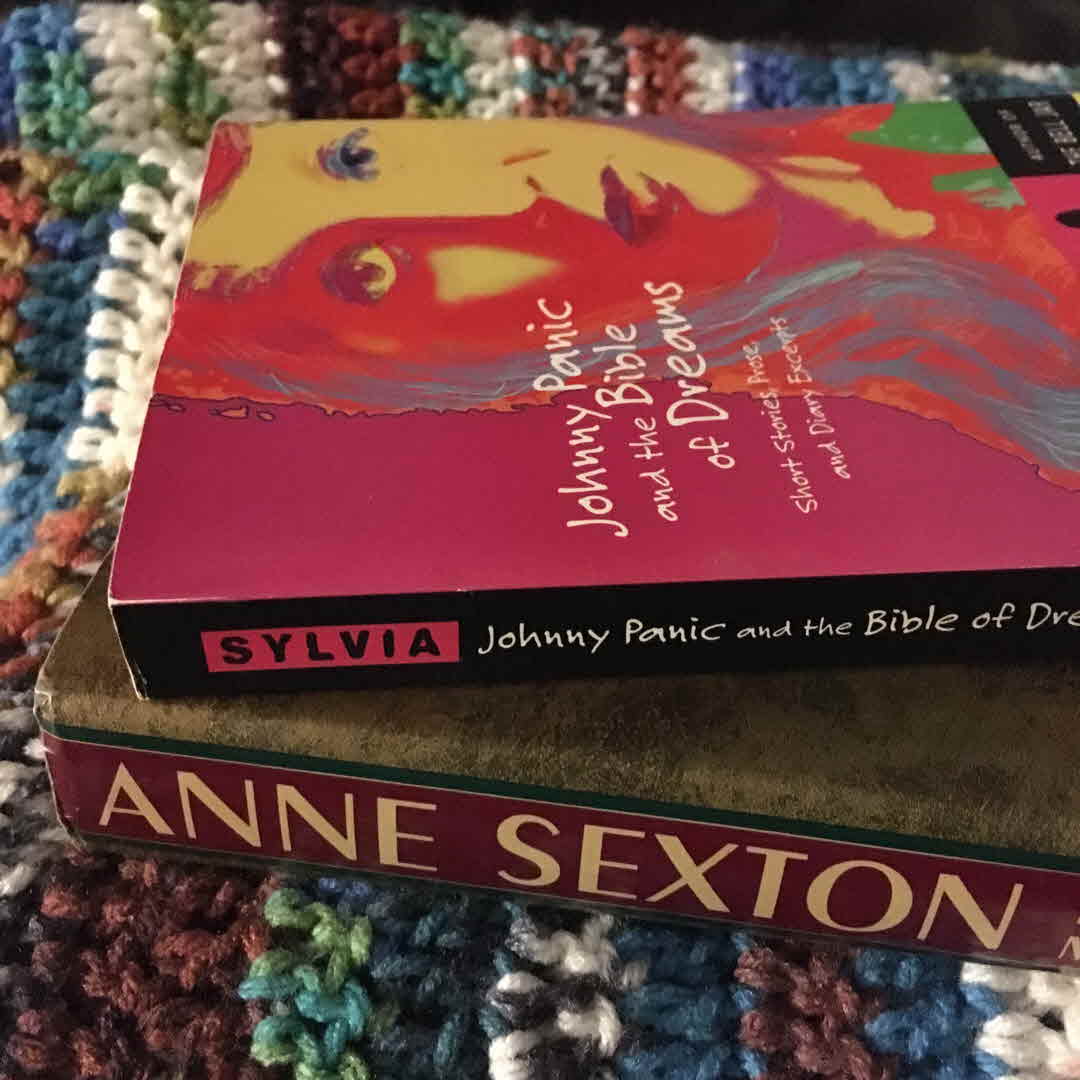 Johnny Panic
and the Bible
of Dreams
Short Stories, Prose,
and Diary Excerpts
SYLVIA Johnny Panic and the Bible of Dre
ANNE SEXTON